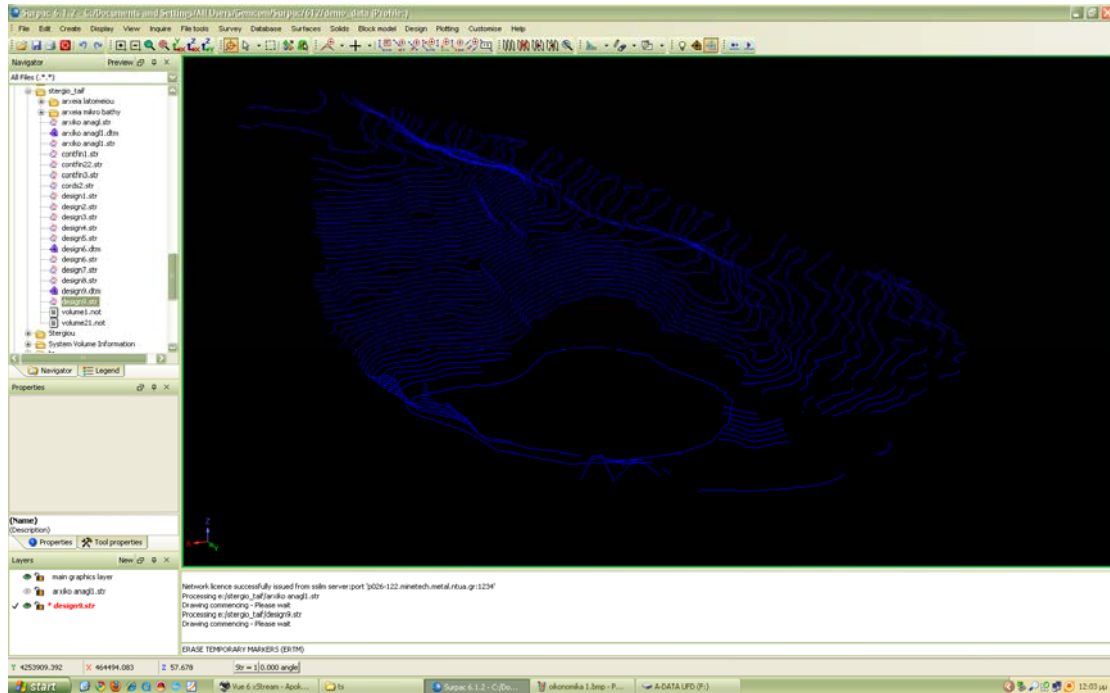 Surpac 6.1.2 - C:/Documents and Settings/All Users/Gemcom/Surpac/612/demo_data (Profile:)
File Edit Create Display View Inquire File tools Survey Database Surfaces Solids Block model Design Plotting Customise Help
Navigator Preview
All Files (*.*)
stergio_taif
arxeia latomeiou
arxeia mikro bathy
arxiko anagl.str
arxiko anagl1.dtm
arxiko anagl1.str
contfin1.str
contfin22.str
contfin3.str
cords2.str
design1.str
design2.str
design3.str
design4.str
design5.str
design6.dtm
design6.str
design7.str
design8.str
design9.dtm
design9.str
volume1.not
volume21.not
Stergiou
System Volume Information
Navigator Legend
Properties
(Name)
(Description)
Properties Tool properties
Layers New
main graphics layer
arxiko anagl1.str
* design9.str
Z
X
Y
Network licence successfully issued from sslm server:port 'p026-122.minetech.metal.ntua.gr:1234'
Processing e:/stergio_taif/arxiko anagl1.str
Drawing commencing - Please wait
Processing e:/stergio_taif/design9.str
Drawing commencing - Please wait
ERASE TEMPORARY MARKERS (ERTM)
Y 4253909.392 X 464494.083 Z 57.678 Str = 1 0.000 angle
start Vue 6 xStream - Apok... ts Surpac 6.1.2 - C:/Do... oikonomika 1.bmp - P... A-DATA UFD (F:) 12:03 μμ